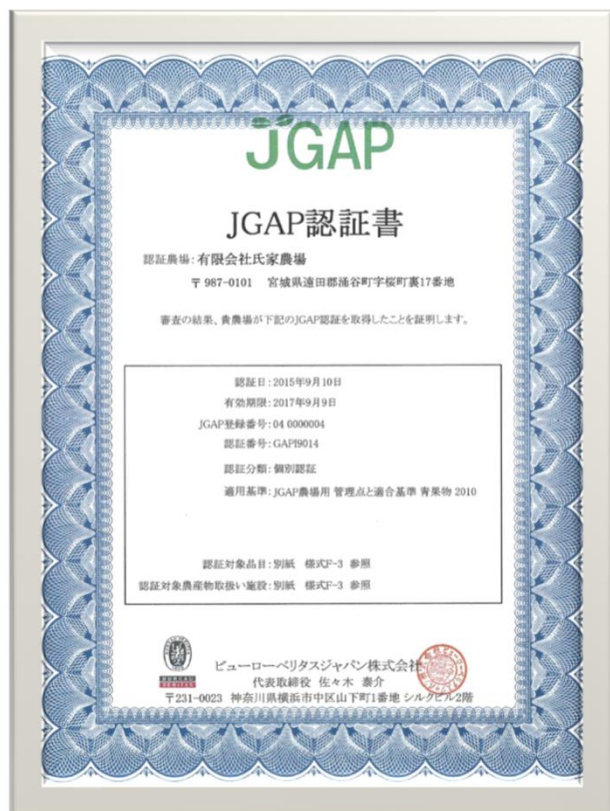 JGAP
JGAP認証書
認証農場:有限会社氏家農場
〒987-0101 宮城県遠田郡涌谷町字桜町裏17番地
審査の結果、貴農場が下記のJGAP認証を取得したことを証明します。
認証日:2015年9月10日
有効期限:2017年9月9日
JGAP登録番号:04 0000004
認証番号:GAPI9014
認証分類:個別認証
適用基準:JGAP農場用 管理点と適合基準 青果物 2010
認証対象品目:別紙 様式F-3 参照
認証対象農産物取扱い施設:別紙 様式F-3 参照
BUREAU
VERITAS
ビューローベリタスジャパン株式会社
代表取締役 佐々木 泰介
〒231-0023 神奈川県横浜市中区山下町1番地 シルクビル2階